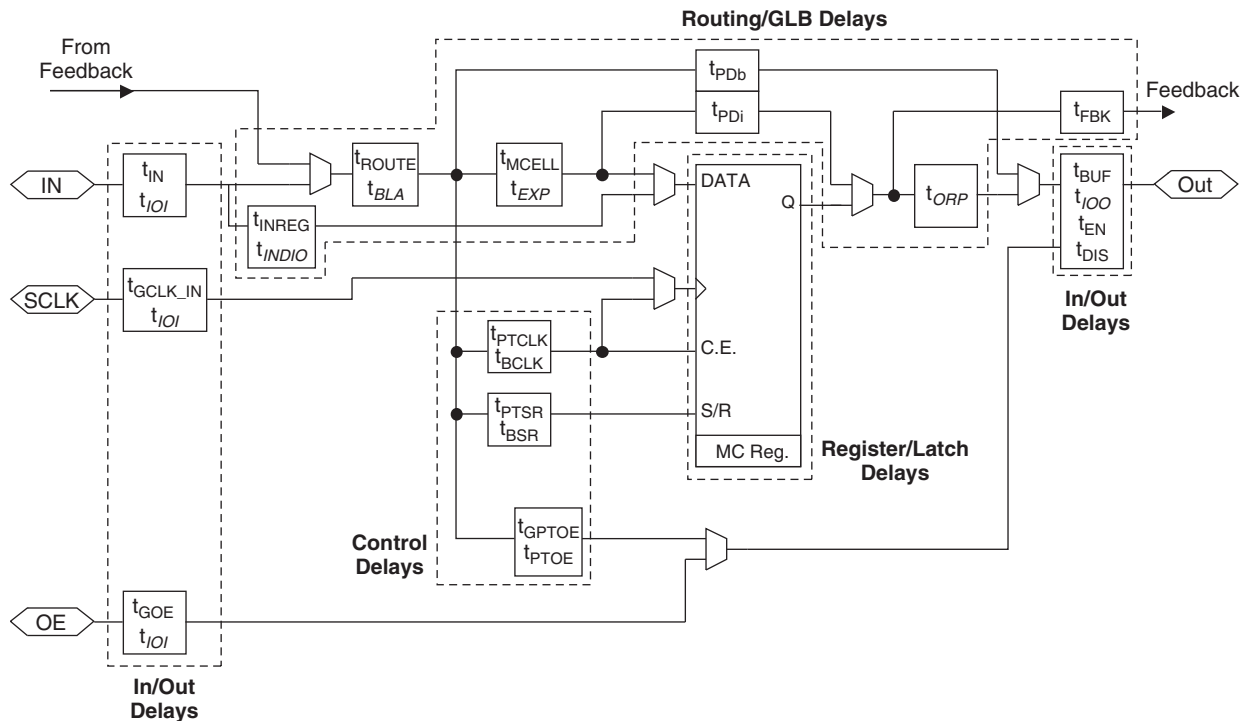 Routing/GLB Delays
From
Feedback
tPDb
tPDi
tFBK
Feedback
IN
tIN
tIOI
tROUTE
tBLA
tMCELL
tEXP
tINREG
tINDIO
DATA
Q
tORP
tBUF
tIOO
tEN
tDIS
Out
In/Out
Delays
SCLK
tGCLK_IN
tIOI
tPTCLK
tBCLK
C.E.
tPTSR
tBSR
S/R
MC Reg.
Register/Latch
Delays
Control
Delays
tGPTOE
tPTOE
OE
tGOE
tIOI
In/Out
Delays